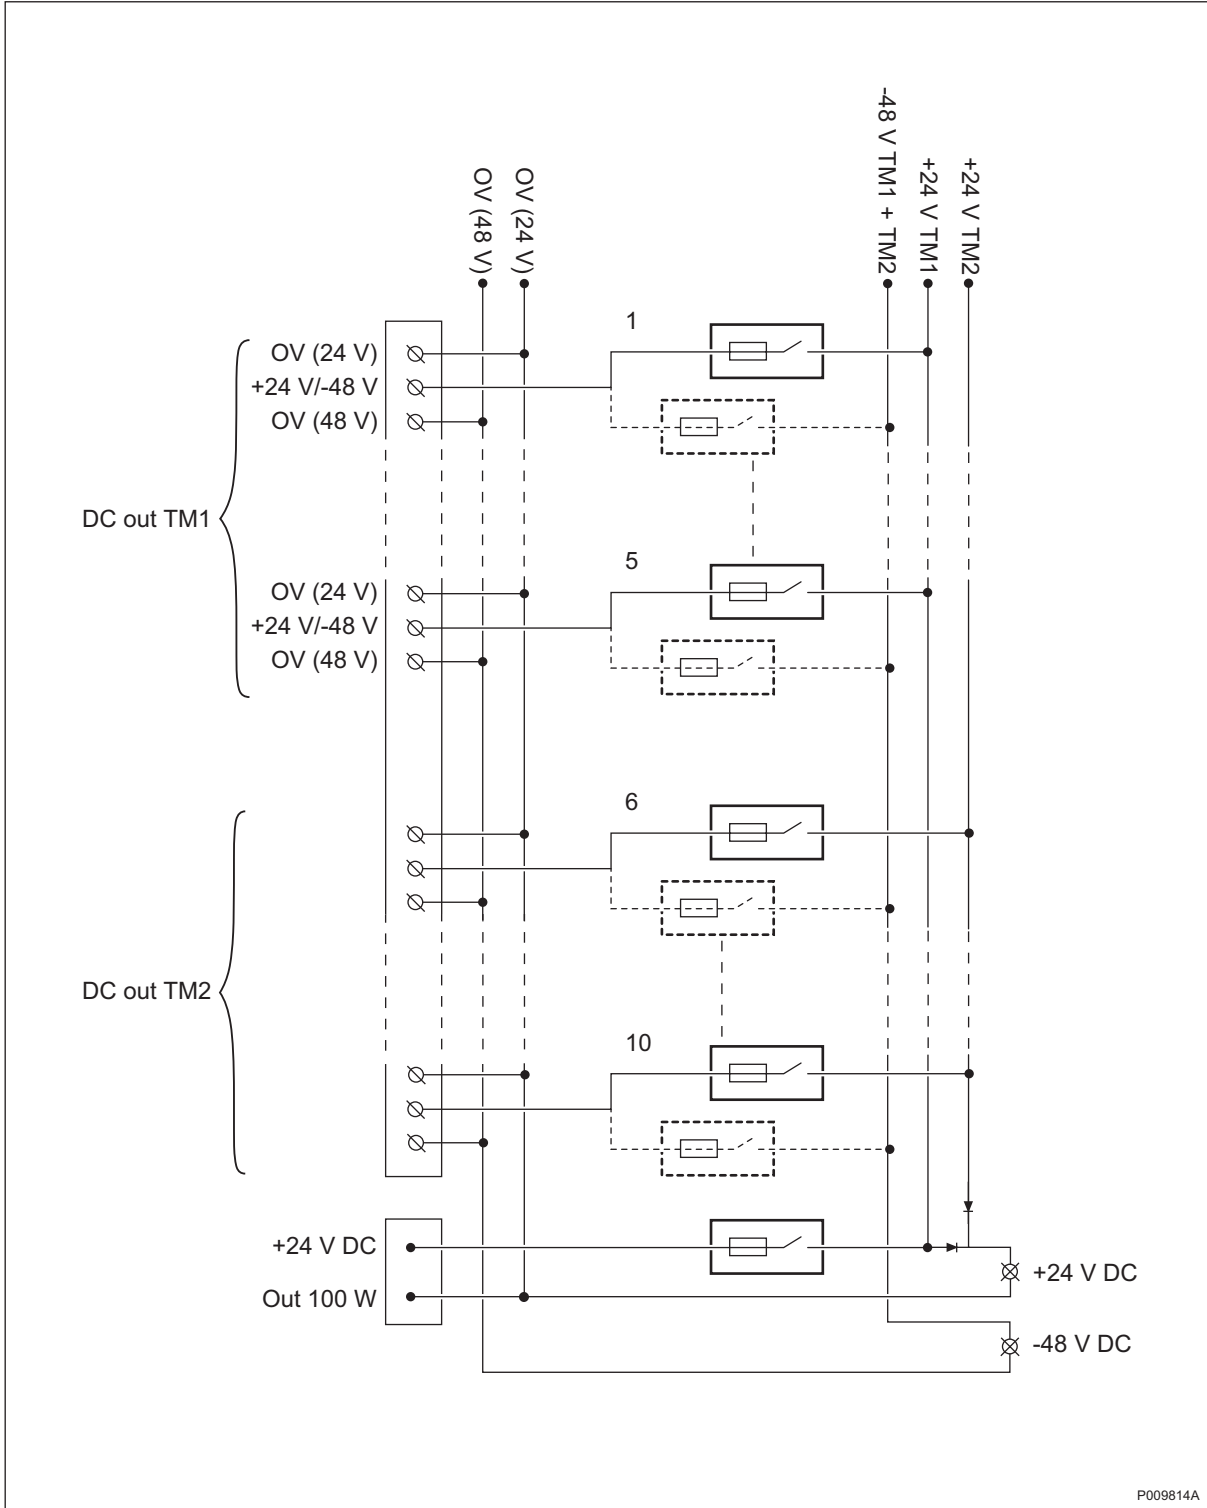 -48 V TM1 + TM2
+24 V TM1
+24 V TM2
OV (48 V)
OV (24 V)
1
OV (24 V)
+24 V/-48 V
OV (48 V)
DC out TM1
5
OV (24 V)
+24 V/-48 V
OV (48 V)
6
DC out TM2
10
+24 V DC
+24 V DC
Out 100 W
-48 V DC
P009814A